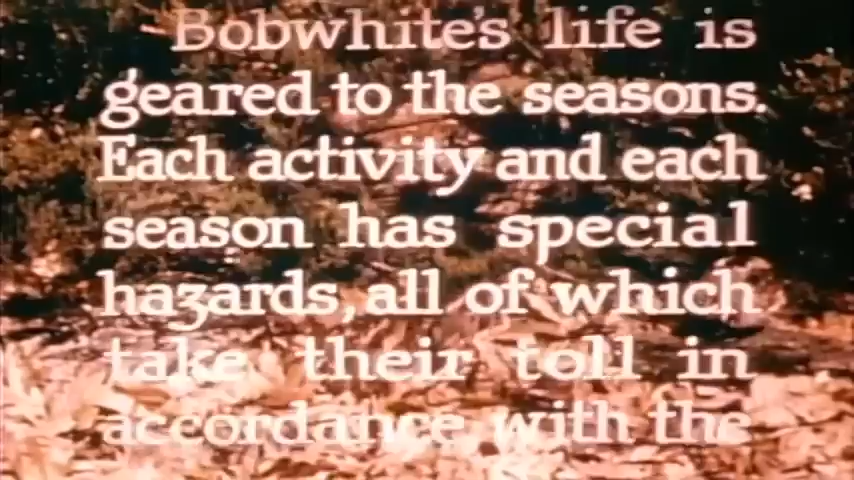 Bobwhite's life is
geared to the seasons.
Each activity and each
season has special
hazards, all of which
take their toll in
accordance with the